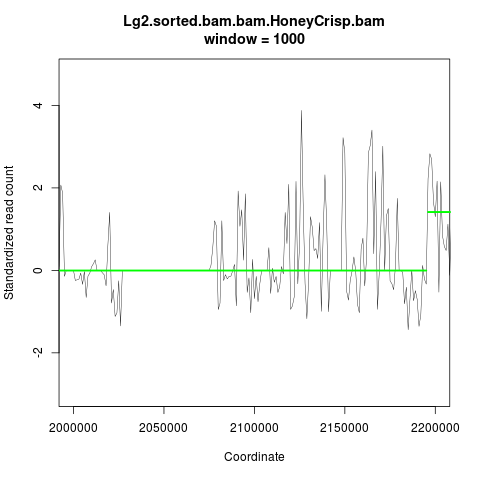 Lg2.sorted.bam.bam.HoneyCrisp.bam
window = 1000
Standardized read count
4
2
0
-2
2000000
2050000
2100000
2150000
2200000
Coordinate